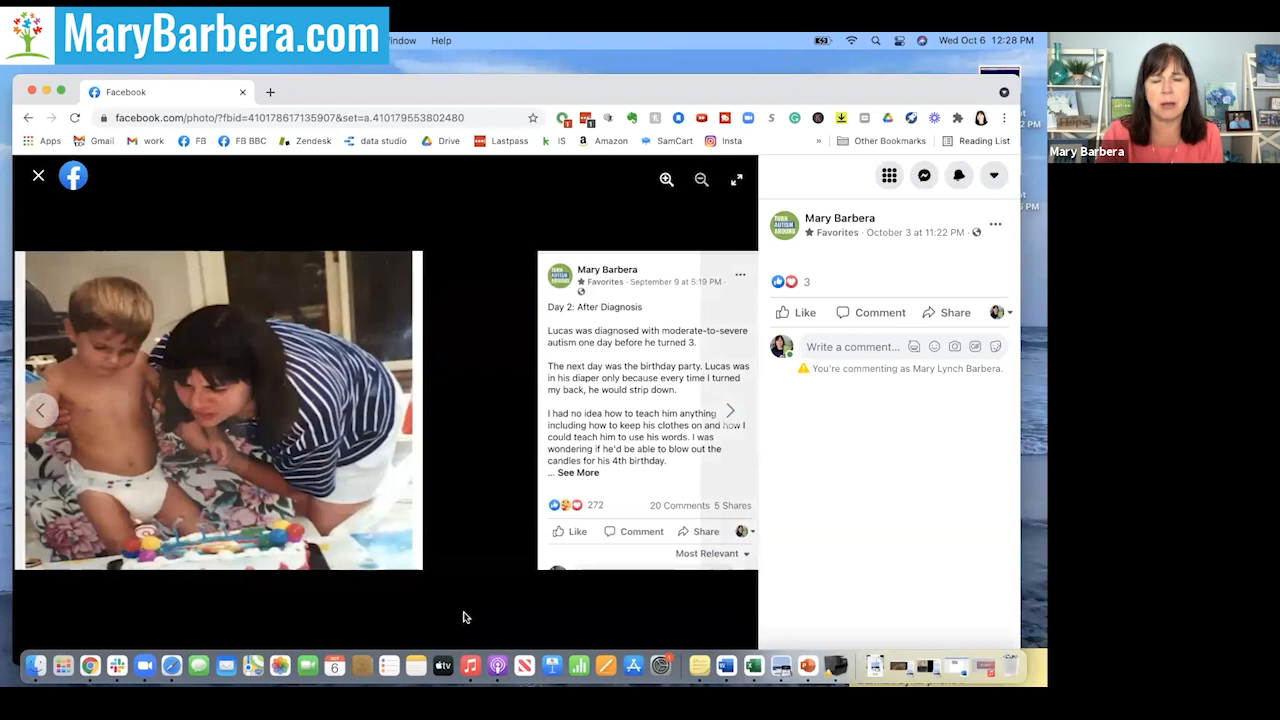 MaryBarbera.com
indow Help
Wed Oct 6 12:28 PM
Facebook
facebook.com/photo/?fbid=410178617135907&set=a.410179553802480
Apps Gmail work FB FB BBC Zendesk data studio Drive Lastpass IS Amazon SamCart Insta » Other Bookmarks Reading List
Mary Barbera
Mary Barbera
Favorites · October 3 at 11:22 PM ·
3
Like Comment Share
Write a comment...
You're commenting as Mary Lynch Barbera.
TURN
AUTISM
AROUND
Mary Barbera
Favorites · September 9 at 5:19 PM ·
Day 2: After Diagnosis
Lucas was diagnosed with moderate-to-severe
autism one day before he turned 3.
The next day was the birthday party. Lucas was
in his diaper only because every time I turned
my back, he would strip down.
I had no idea how to teach him anything
including how to keep his clothes on and how I
could teach him to use his words. I was
wondering if he'd be able to blow out the
candles for his 4th birthday.
... See More
272 20 Comments 5 Shares
Like Comment Share
Most Relevant
OCT
6
tv